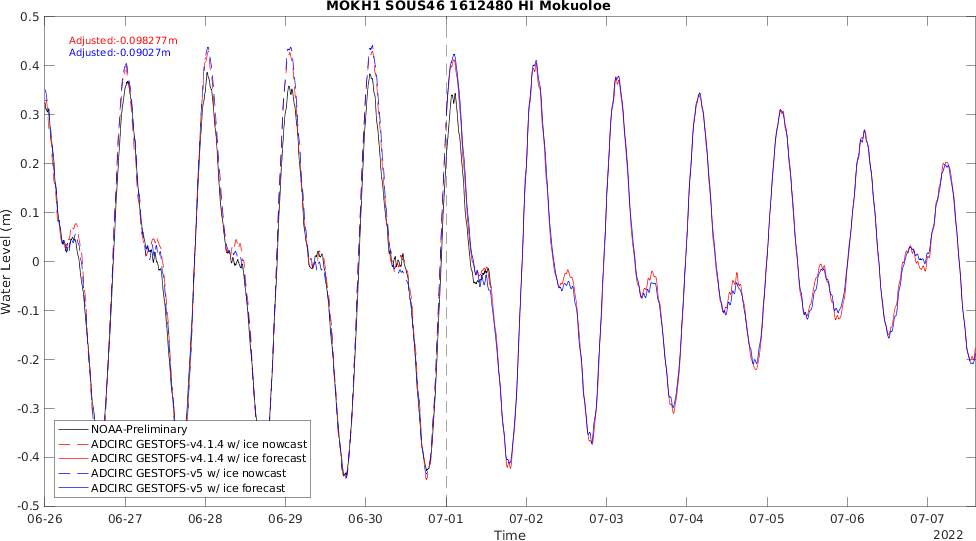 MOKH1 SOUS46 1612480 HI Mokuoloe
Adjusted:-0.098277m
Adjusted:-0.09027m
Water Level (m)
0.5
0.4
0.3
0.2
0.1
0
-0.1
-0.2
-0.3
-0.4
-0.5
NOAA-Preliminary
ADCIRC GESTOFS-v4.1.4 w/ ice nowcast
ADCIRC GESTOFS-v4.1.4 w/ ice forecast
ADCIRC GESTOFS-v5 w/ ice nowcast
ADCIRC GESTOFS-v5 w/ ice forecast
06-26 06-27 06-28 06-29 06-30 07-01 07-02 07-03 07-04 07-05 07-06 07-07
Time
2022